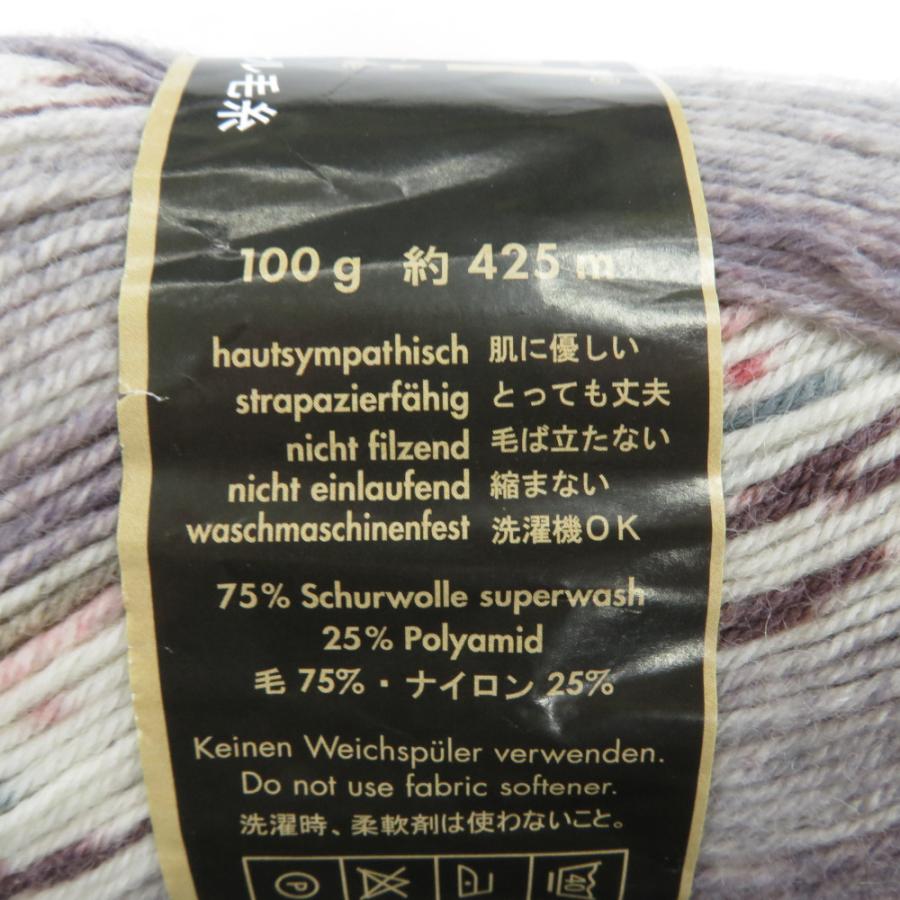 毛糸
100 g 約 425 m
hautsympathisch 肌に優しい
strapazierfähig とっても丈夫
nicht filzend 毛ば立たない
nicht einlaufend 縮まない
waschmaschinenfest 洗濯機OK
75% Schurwolle superwash
25% Polyamid
毛 75%・ナイロン 25%
Keinen Weichspüler verwenden.
Do not use fabric softener.
洗濯時、柔軟剤は使わないこと。
P 40